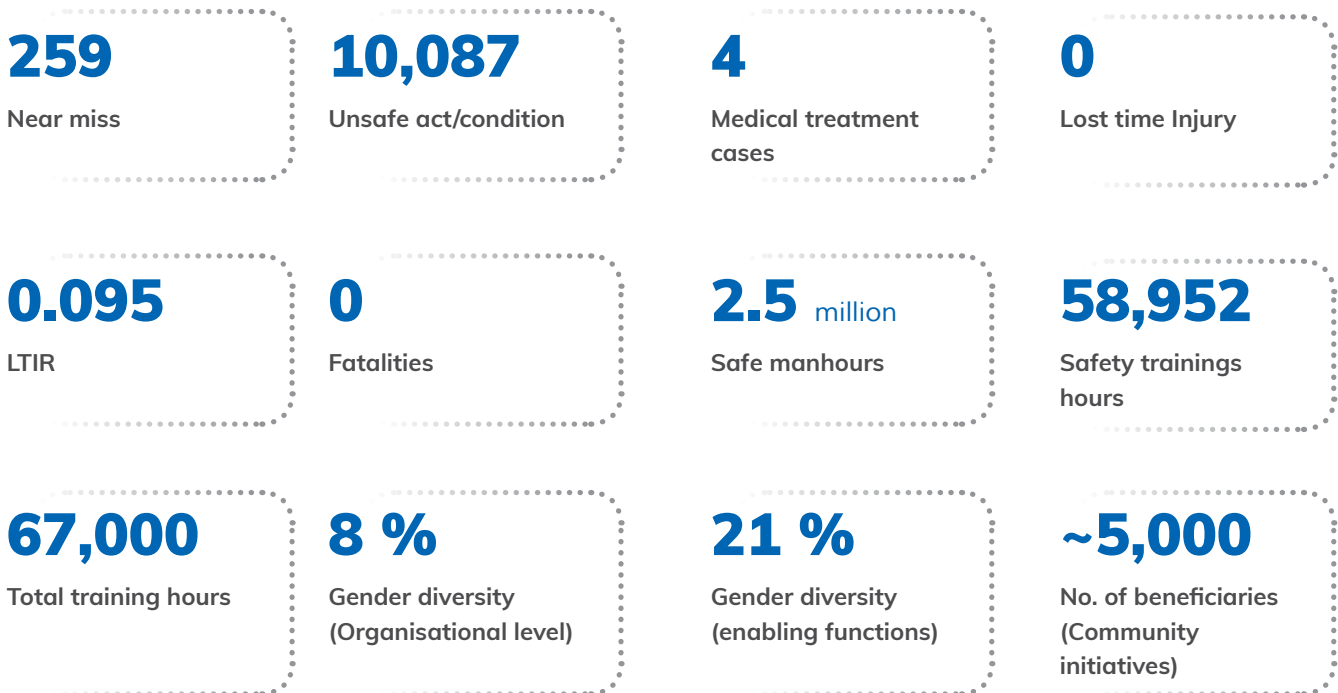 259
Near miss
10,087
Unsafe act/condition
4
Medical treatment
cases
0
Lost time Injury
0.095
LTIR
0
Fatalities
2.5 million
Safe manhours
58,952
Safety trainings
hours
67,000
Total training hours
8 %
Gender diversity
(Organisational level)
21 %
Gender diversity
(enabling functions)
~5,000
No. of beneficiaries
(Community
initiatives)